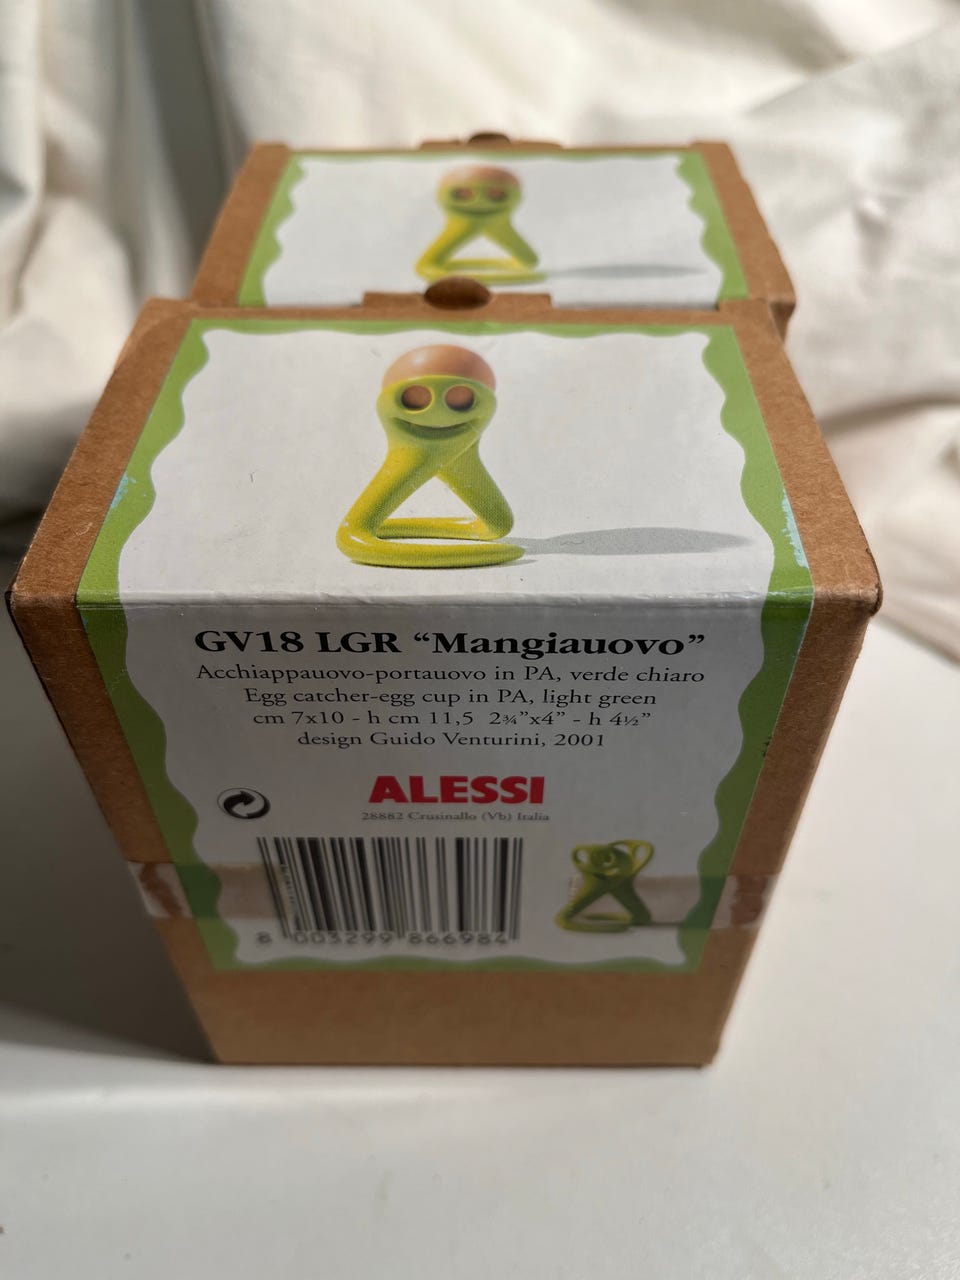 GV18 LGR “Mangiauovo”
Acchiappauovo-portauovo in PA, verde chiaro
Egg catcher-egg cup in PA, light green
cm 7x10 - h cm 11,5 2¾”x4” - h 4½”
design Guido Venturini, 2001
ALESSI
28882 Crusinallo (Vb) Italia
8 003299 866984